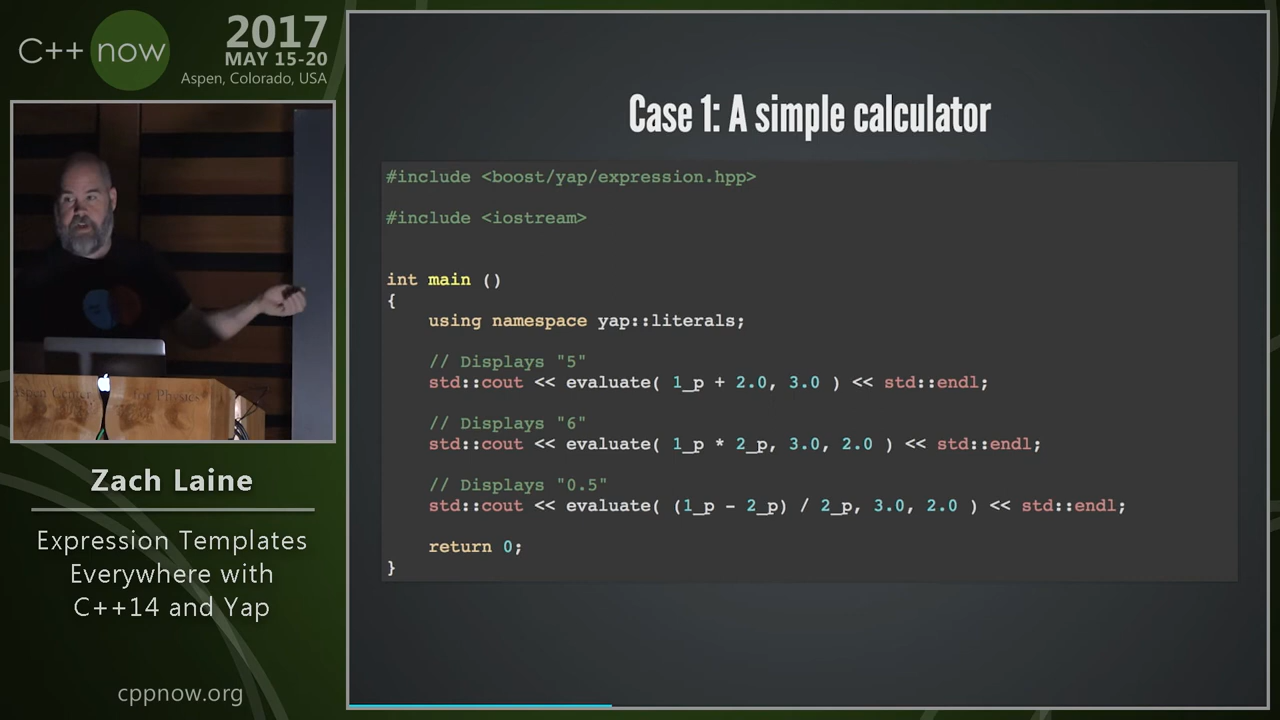 C++ now
2017
MAY 15-20
Aspen, Colorado, USA
Case 1: A simple calculator
#include <boost/yap/expression.hpp>
#include <iostream>
int main ()
{
using namespace yap::literals;
// Displays "5"
std::cout << evaluate( 1_p + 2.0, 3.0 ) << std::endl;
// Displays "6"
std::cout << evaluate( 1_p * 2_p, 3.0, 2.0 ) << std::endl;
// Displays "0.5"
std::cout << evaluate( (1_p - 2_p) / 2_p, 3.0, 2.0 ) << std::endl;
return 0;
}
Aspen Center for Physics
Zach Laine
Expression Templates
Everywhere with
C++14 and Yap
cppnow.org